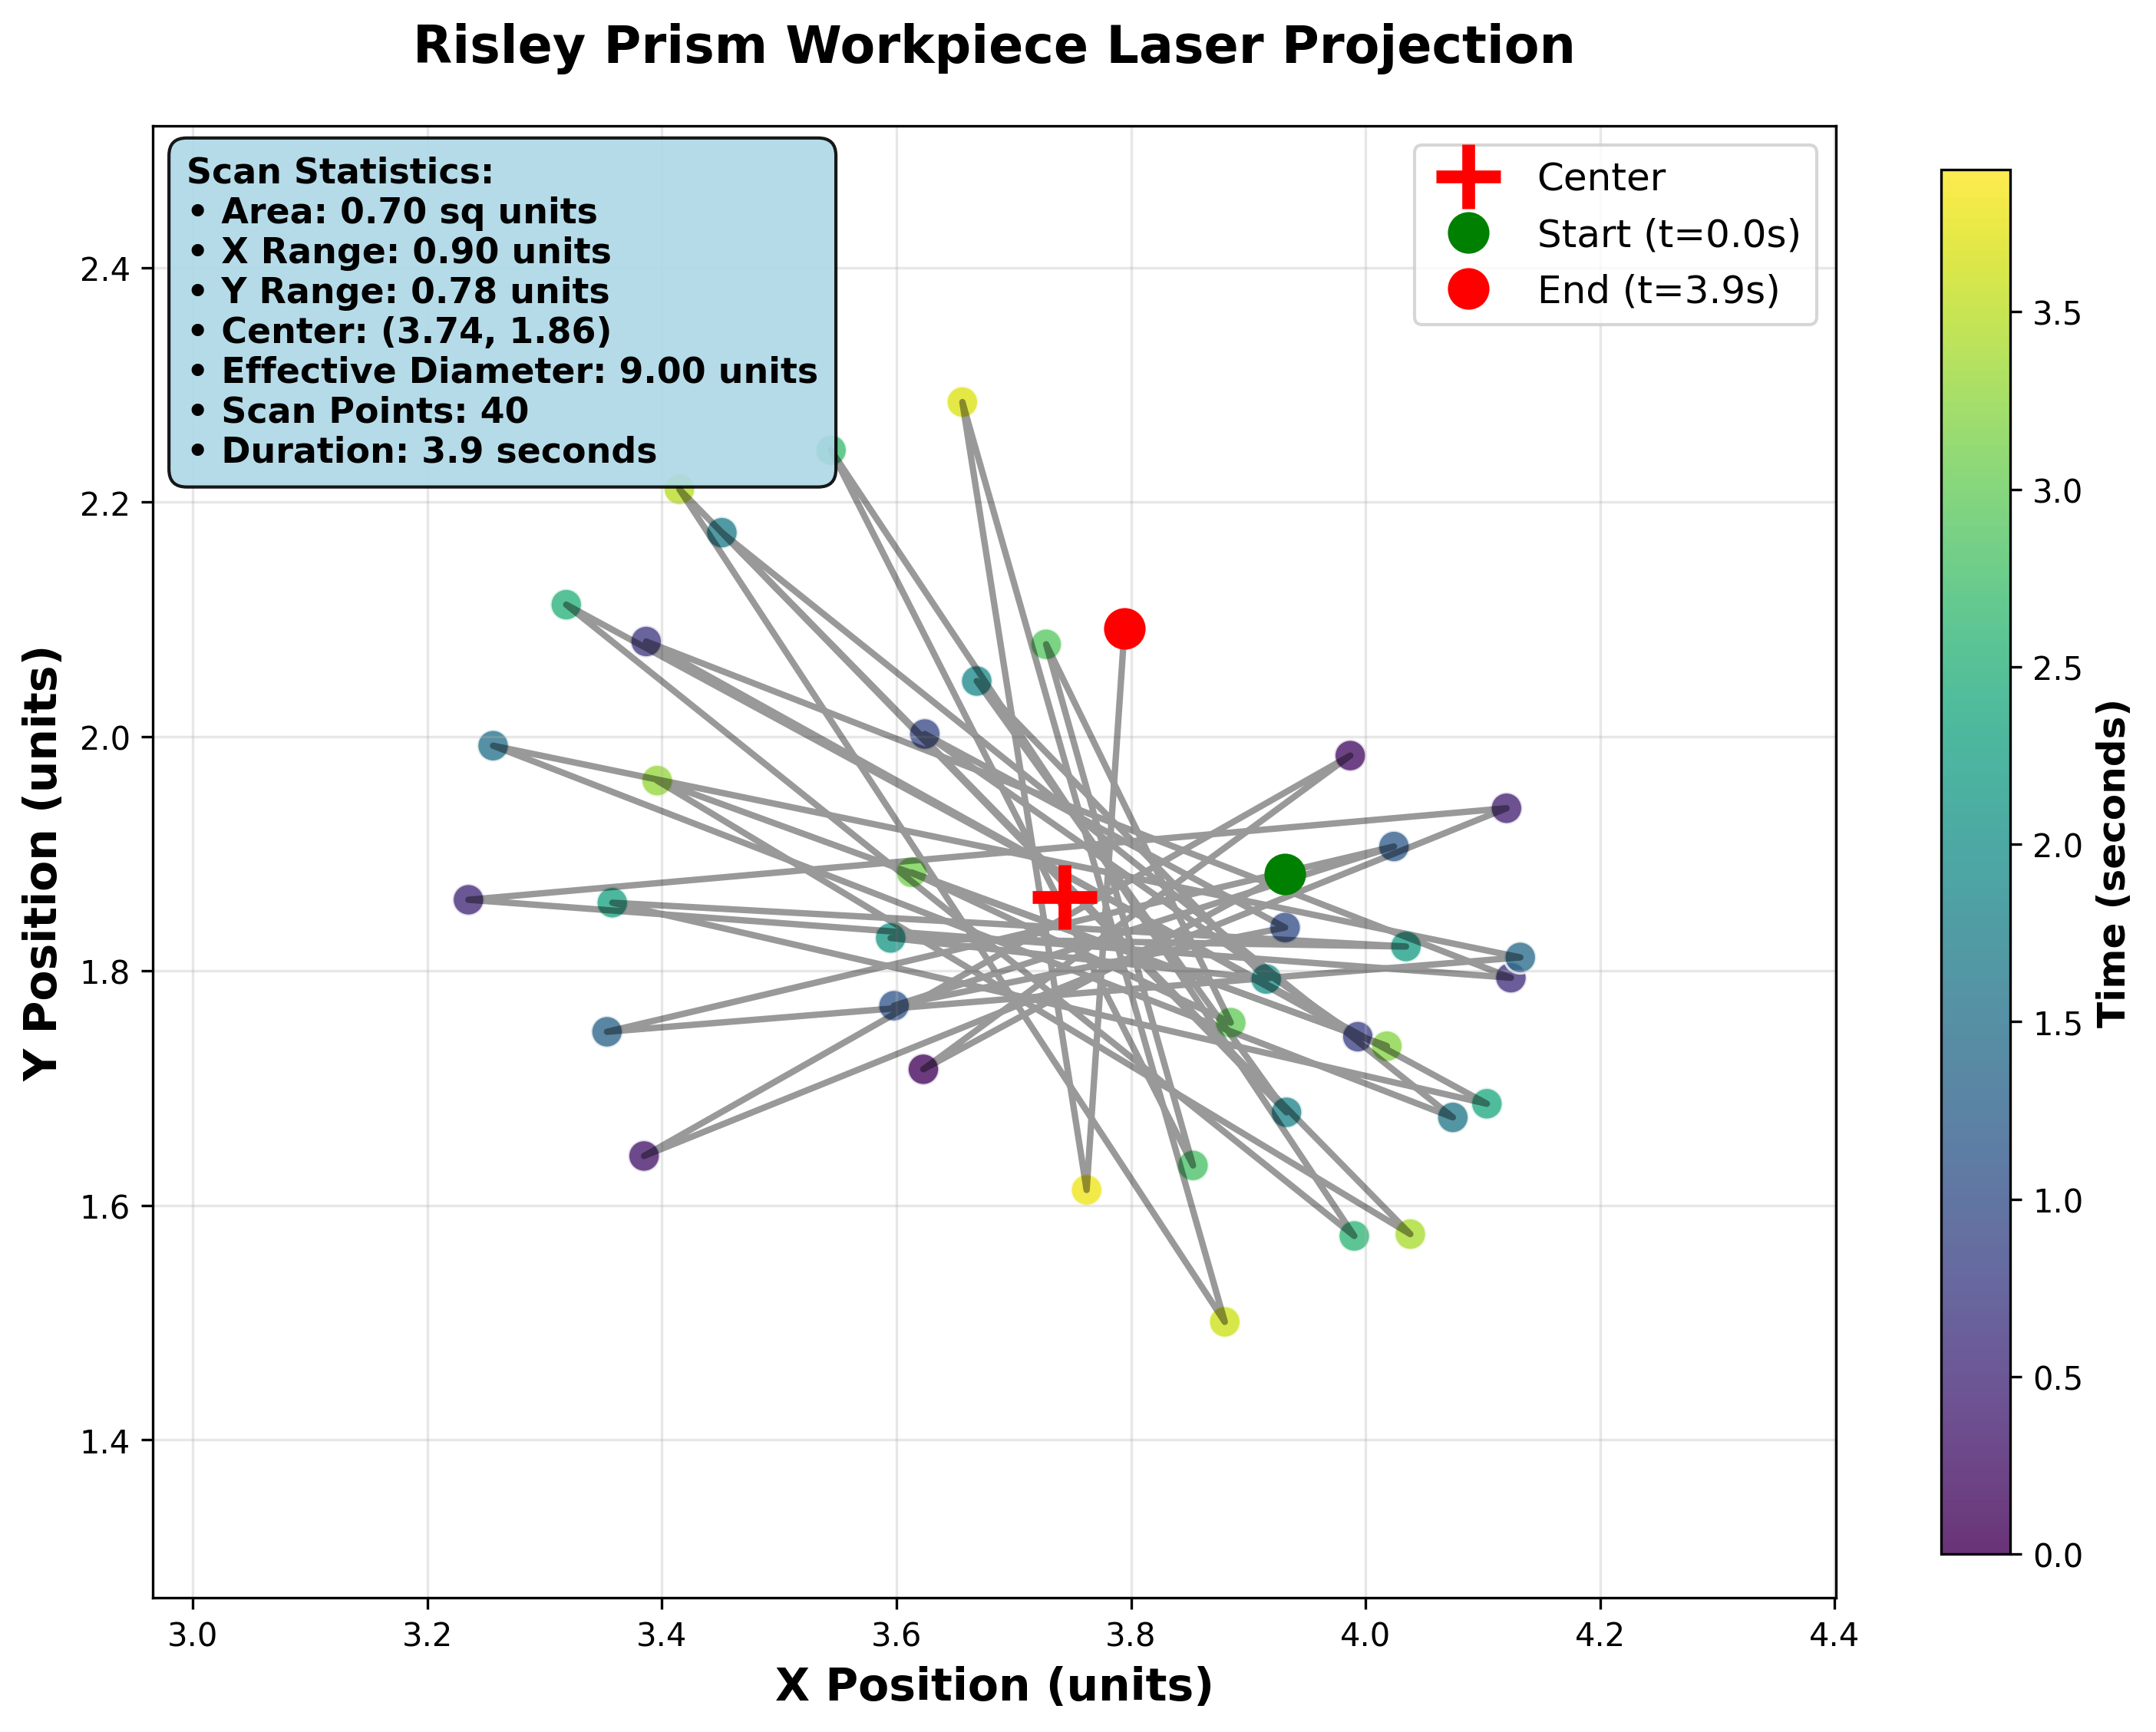 Risley Prism Workpiece Laser Projection
Scan Statistics:
• Area: 0.70 sq units
• X Range: 0.90 units
• Y Range: 0.78 units
• Center: (3.74, 1.86)
• Effective Diameter: 9.00 units
• Scan Points: 40
• Duration: 3.9 seconds
Center
Start (t=0.0s)
End (t=3.9s)
2.4
2.2
2.0
1.8
1.6
1.4
Y Position (units)
3.0
3.2
3.4
3.6
3.8
4.0
4.2
4.4
X Position (units)
3.5
3.0
2.5
2.0
1.5
1.0
0.5
0.0
Time (seconds)